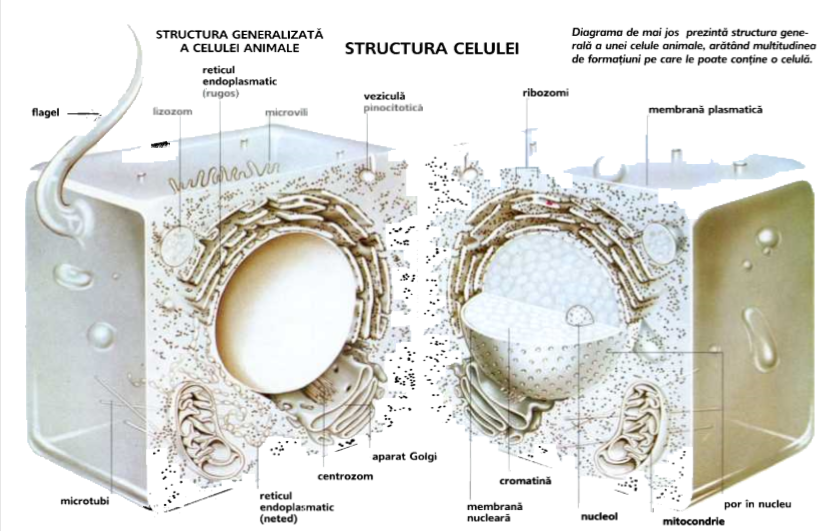 STRUCTURA GENERALIZATĂ
A CELULEI ANIMALE
STRUCTURA CELULEI
Diagrama de mai jos prezintă structura gene-
rală a unei celule animale, arătând multitudinea
de formațiuni pe care le poate conține o celulă.
reticul
endoplasmatic
(rugos)
flagel
lizozom
microvili
veziculă
pinocitotică
ribozomi
membrană plasmatică
microtubi
reticul
endoplasmatic
(neted)
centrozom
aparat Golgi
membrană
nucleară
cromatină
nucleol
mitocondrie
por în nucleu